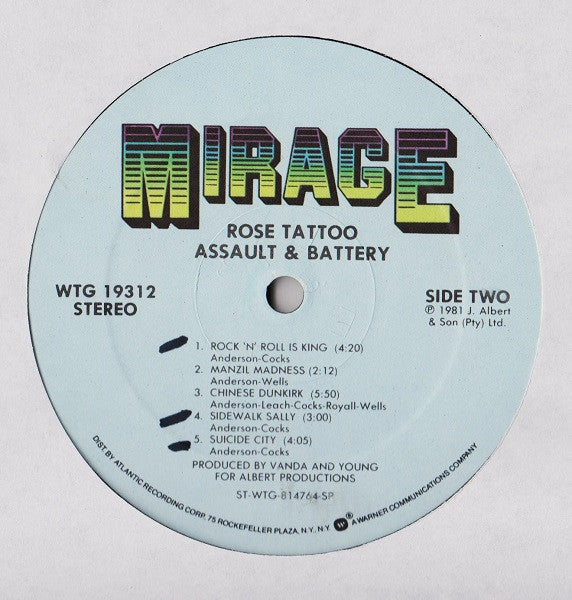 MIRAGE
ROSE TATTOO
ASSAULT & BATTERY
WTG 19312
STEREO
SIDE TWO
℗ 1981 J. Albert
& Son (Pty) Ltd.
1. ROCK 'N' ROLL IS KING (4:20)
Anderson-Cocks
2. MANZIL MADNESS (2:12)
Anderson-Wells
3. CHINESE DUNKIRK (5:50)
Anderson-Leach-Cocks-Royall-Wells
4. SIDEWALK SALLY (3:00)
Anderson-Cocks
5. SUICIDE CITY (4:05)
Anderson-Cocks
PRODUCED BY VANDA AND YOUNG
FOR ALBERT PRODUCTIONS
ST-WTG-814764-SP
DIST BY ATLANTIC RECORDING CORP. 75 ROCKEFELLER PLAZA, N.Y. N.Y. W ® A WARNER COMMUNICATIONS COMPANY